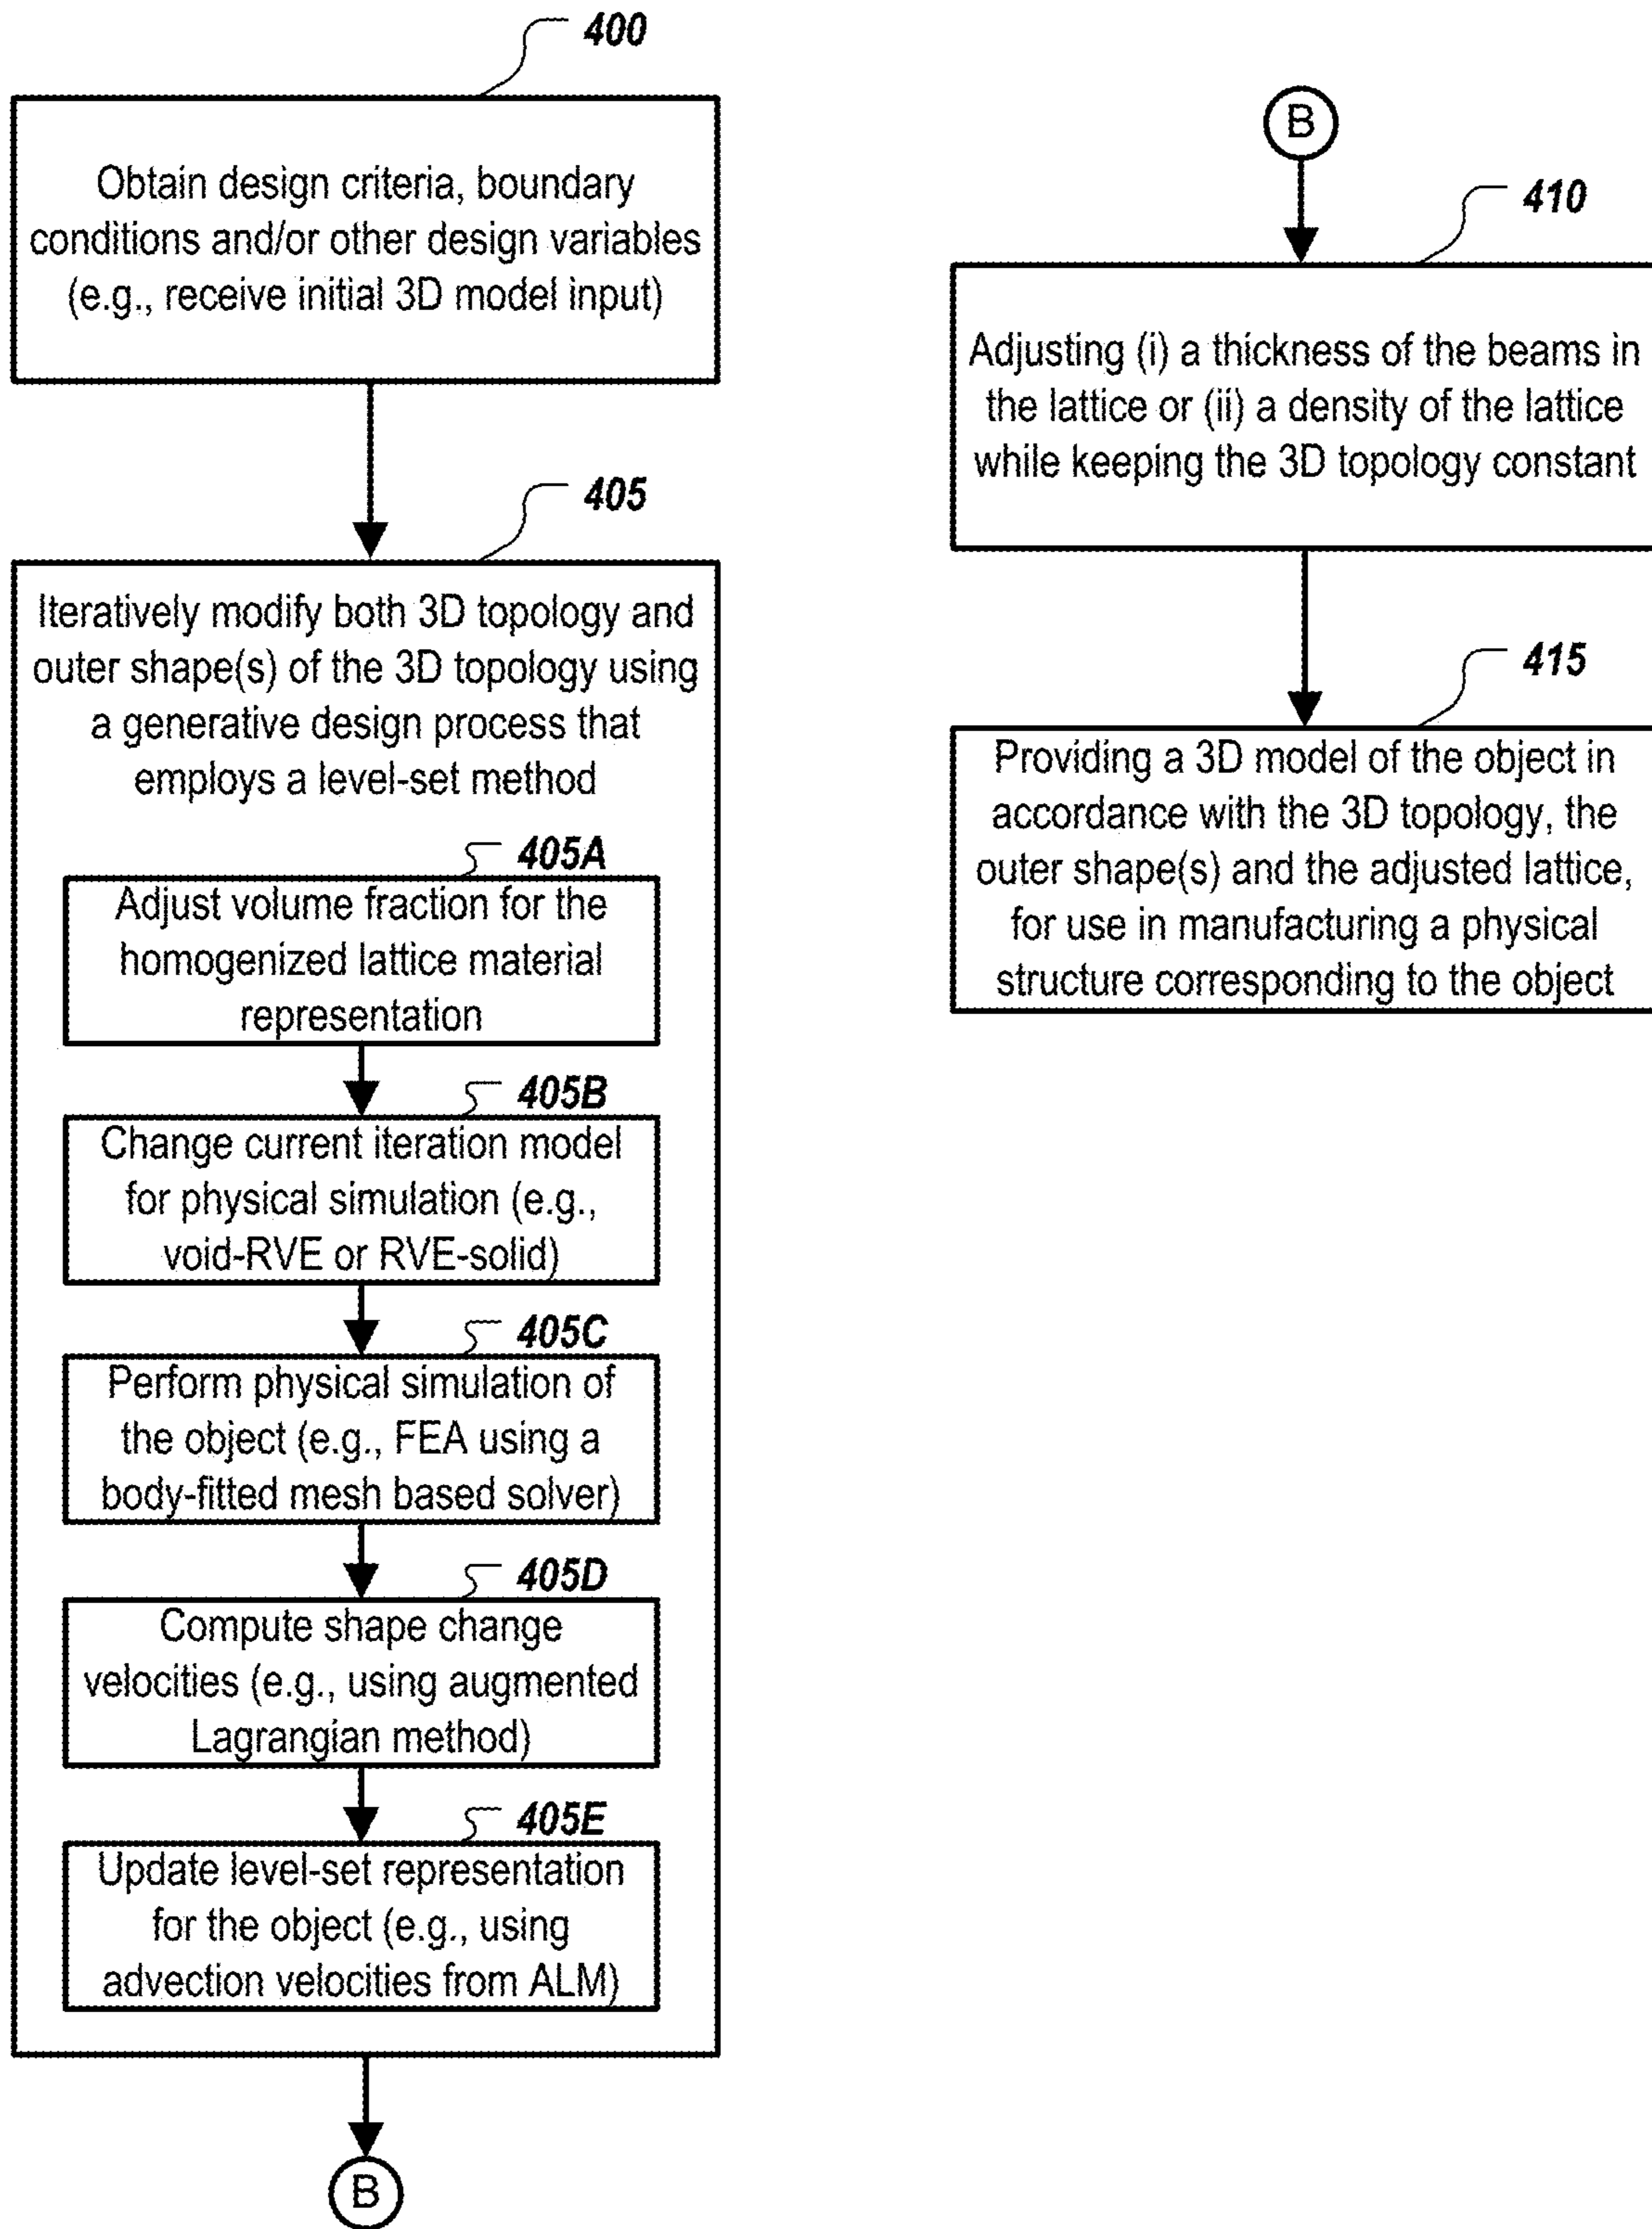 400
Obtain design criteria, boundary
conditions and/or other design variables
(e.g., receive initial 3D model input)
405
Iteratively modify both 3D topology and
outer shape(s) of the 3D topology using
a generative design process that
employs a level-set method
405A
Adjust volume fraction for the
homogenized lattice material
representation
405B
Change current iteration model
for physical simulation (e.g.,
void-RVE or RVE-solid)
405C
Perform physical simulation of
the object (e.g., FEA using a
body-fitted mesh based solver)
405D
Compute shape change
velocities (e.g., using augmented
Lagrangian method)
405E
Update level-set representation
for the object (e.g., using
advection velocities from ALM)
B
B
410
Adjusting (i) a thickness of the beams in
the lattice or (ii) a density of the lattice
while keeping the 3D topology constant
415
Providing a 3D model of the object in
accordance with the 3D topology, the
outer shape(s) and the adjusted lattice,
for use in manufacturing a physical
structure corresponding to the object